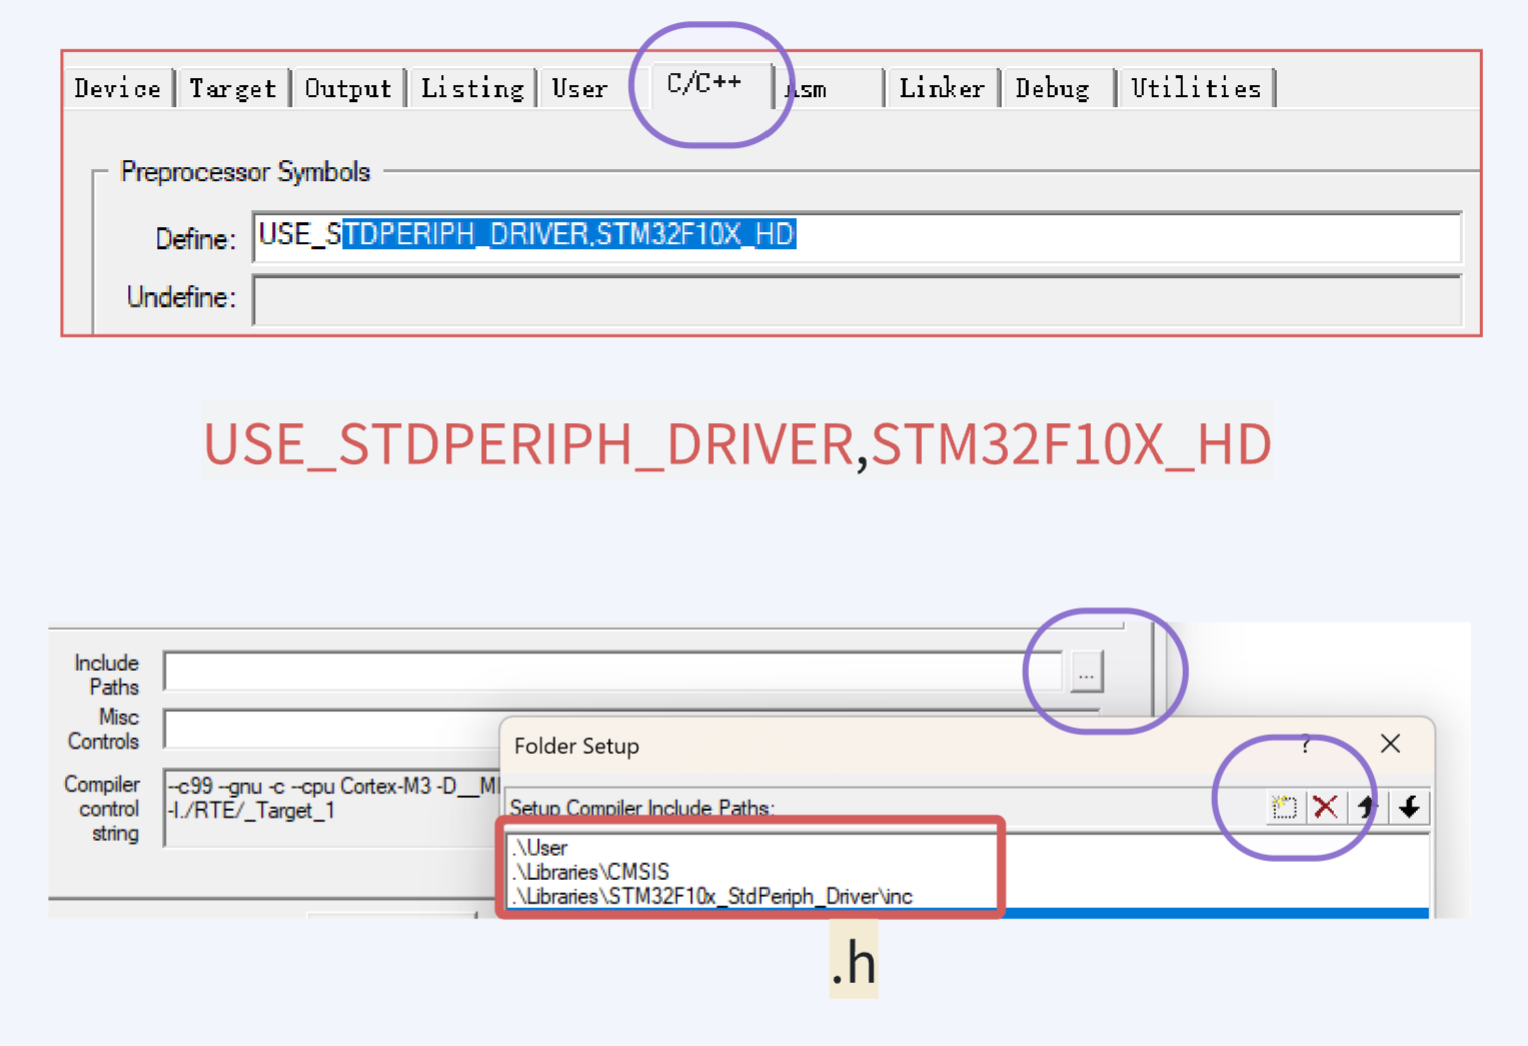 Device Target Output Listing User C/C++ Asm Linker Debug Utilities
Preprocessor Symbols
Define: USE_STDPERIPH_DRIVER,STM32F10X_HD
Undefine:
USE_STDPERIPH_DRIVER,STM32F10X_HD
Include
Paths
...
Misc
Controls
Compiler
control
string
--c99 --gnu -c --cpu Cortex-M3 -D__MI
-I./RTE/_Target_1
Folder Setup
?
Setup Compiler Include Paths:
.\User
.\Libraries\CMSIS
.\Libraries\STM32F10x_StdPeriph_Driver\inc
.h